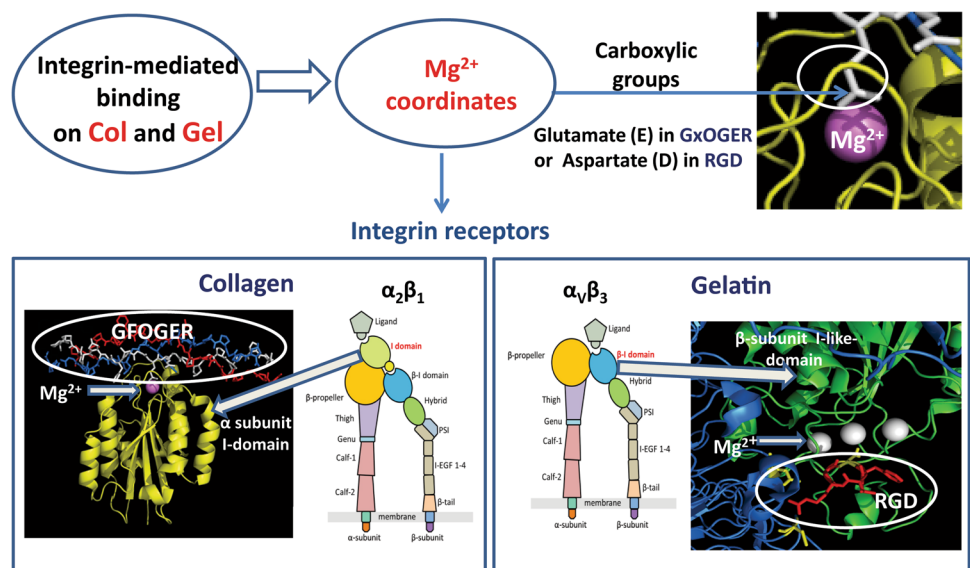 Integrin-mediated
binding
on Col and Gel
Mg²⁺
coordinates
Carboxylic
groups
Glutamate (E) in GxOGER
or Aspartate (D) in RGD
Mg²⁺
Integrin receptors
Collagen
GFOGER
Mg²⁺
α subunit
I-domain
α₂β₁
Ligand
I domain
β-I domain
β-propeller
Hybrid
Thigh
PSI
Genu
Calf-1
I-EGF 1-4
Calf-2
β-tail
membrane
α-subunit
β-subunit
αᵥβ₃
Ligand
β-propeller
β-I domain
Hybrid
Thigh
PSI
Genu
Calf-1
I-EGF 1-4
Calf-2
β-tail
membrane
α-subunit
β-subunit
Gelatin
β-subunit I-like-
domain
Mg²⁺
RGD